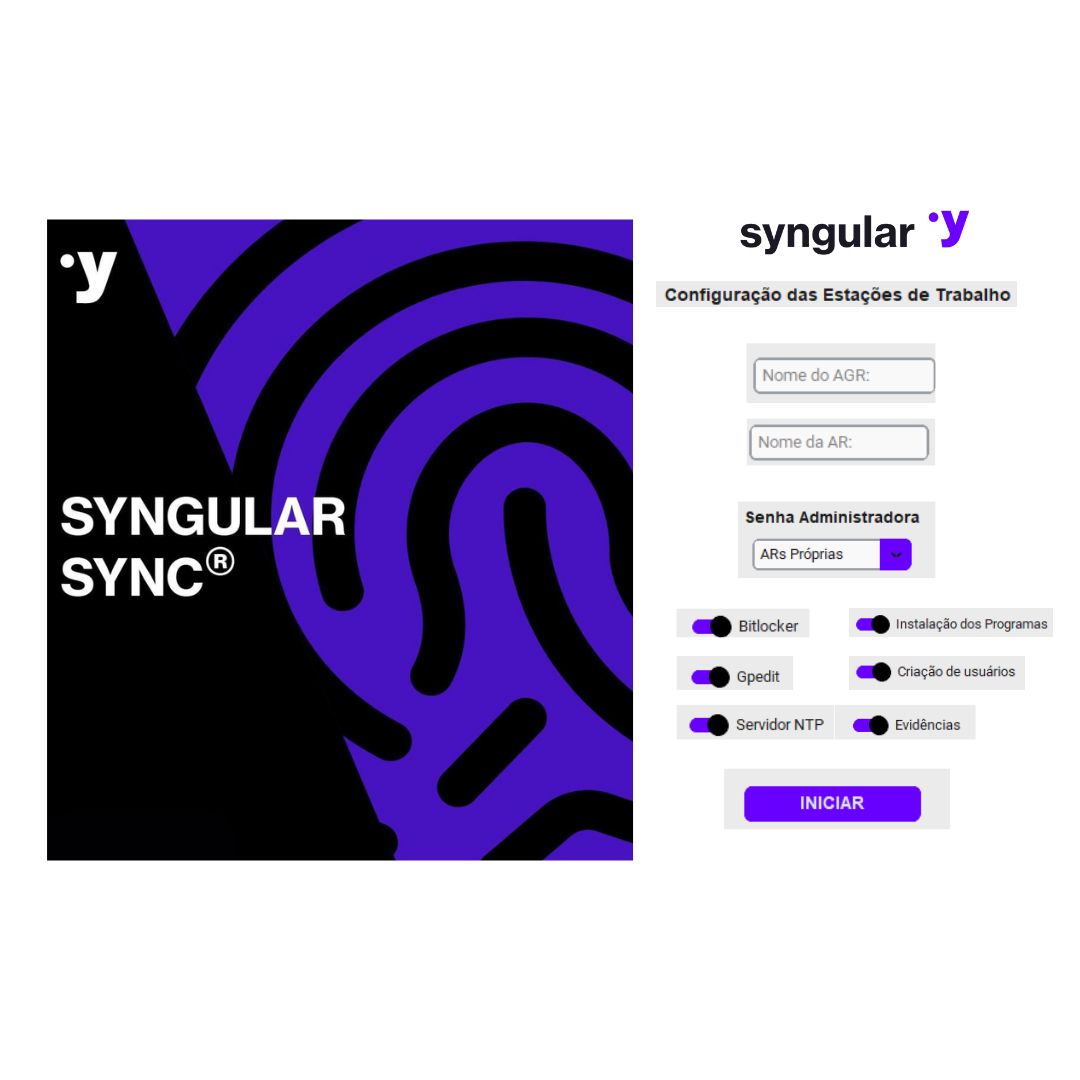 y
SYNGULAR
SYNC®
syngular y
Configuração das Estações de Trabalho
Nome do AGR:
Nome da AR:
Senha Administradora
ARs Próprias
Bitlocker
Instalação dos Programas
Gpedit
Criação de usuários
Servidor NTP
Evidências
INICIAR